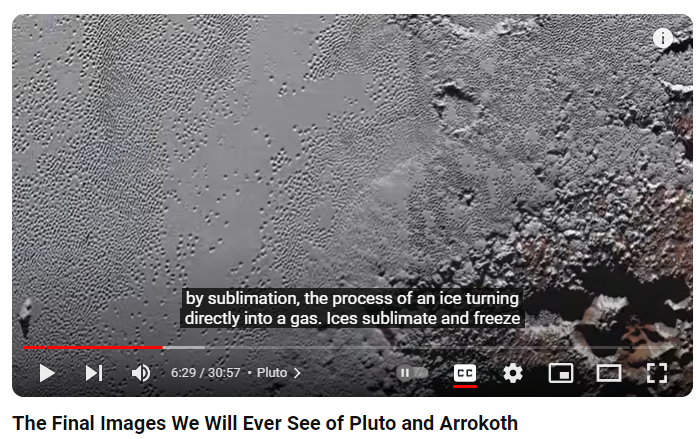 by sublimation, the process of an ice turning
directly into a gas. Ices sublimate and freeze
6:29 / 30:57 • Pluto
CC
The Final Images We Will Ever See of Pluto and Arrokoth